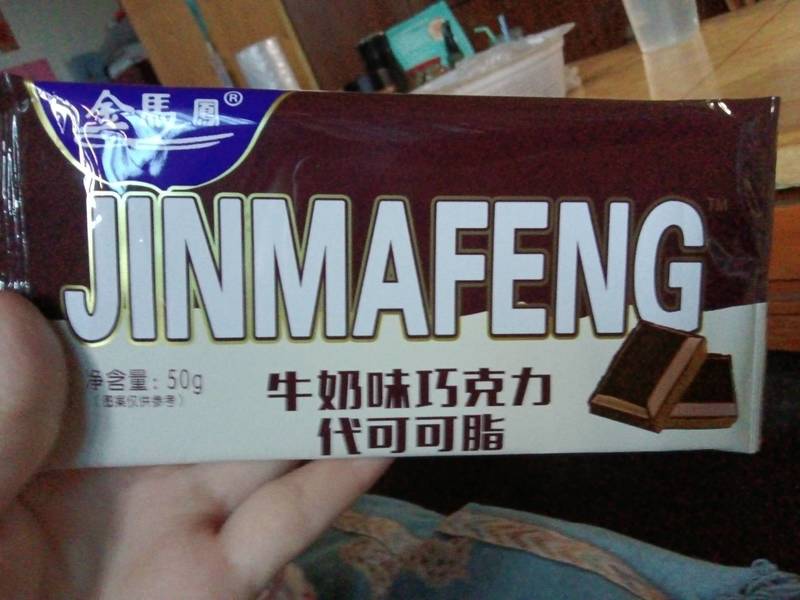 金馬鳳®
JINMAFENG™
净含量：50g
（图案仅供参考）
牛奶味巧克力
代可可脂